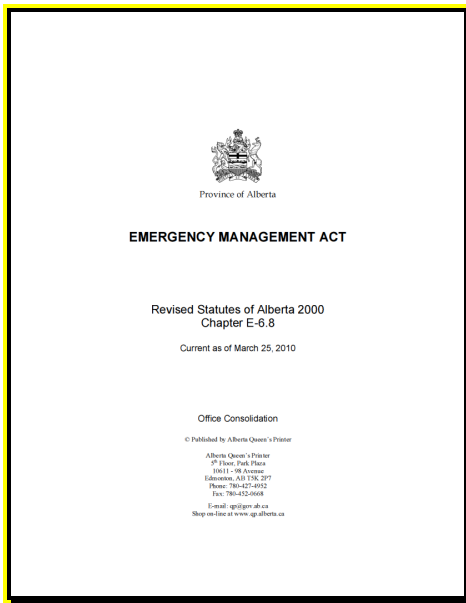 Province of Alberta
EMERGENCY MANAGEMENT ACT
Revised Statutes of Alberta 2000
Chapter E-6.8
Current as of March 25, 2010
Office Consolidation
© Published by Alberta Queen's Printer
Alberta Queen's Printer
5th Floor, Park Plaza
10611 - 98 Avenue
Edmonton, AB T5K 2P7
Phone: 780-427-4952
Fax: 780-452-0668
E-mail: qp@gov.ab.ca
Shop on-line at www.qp.alberta.ca